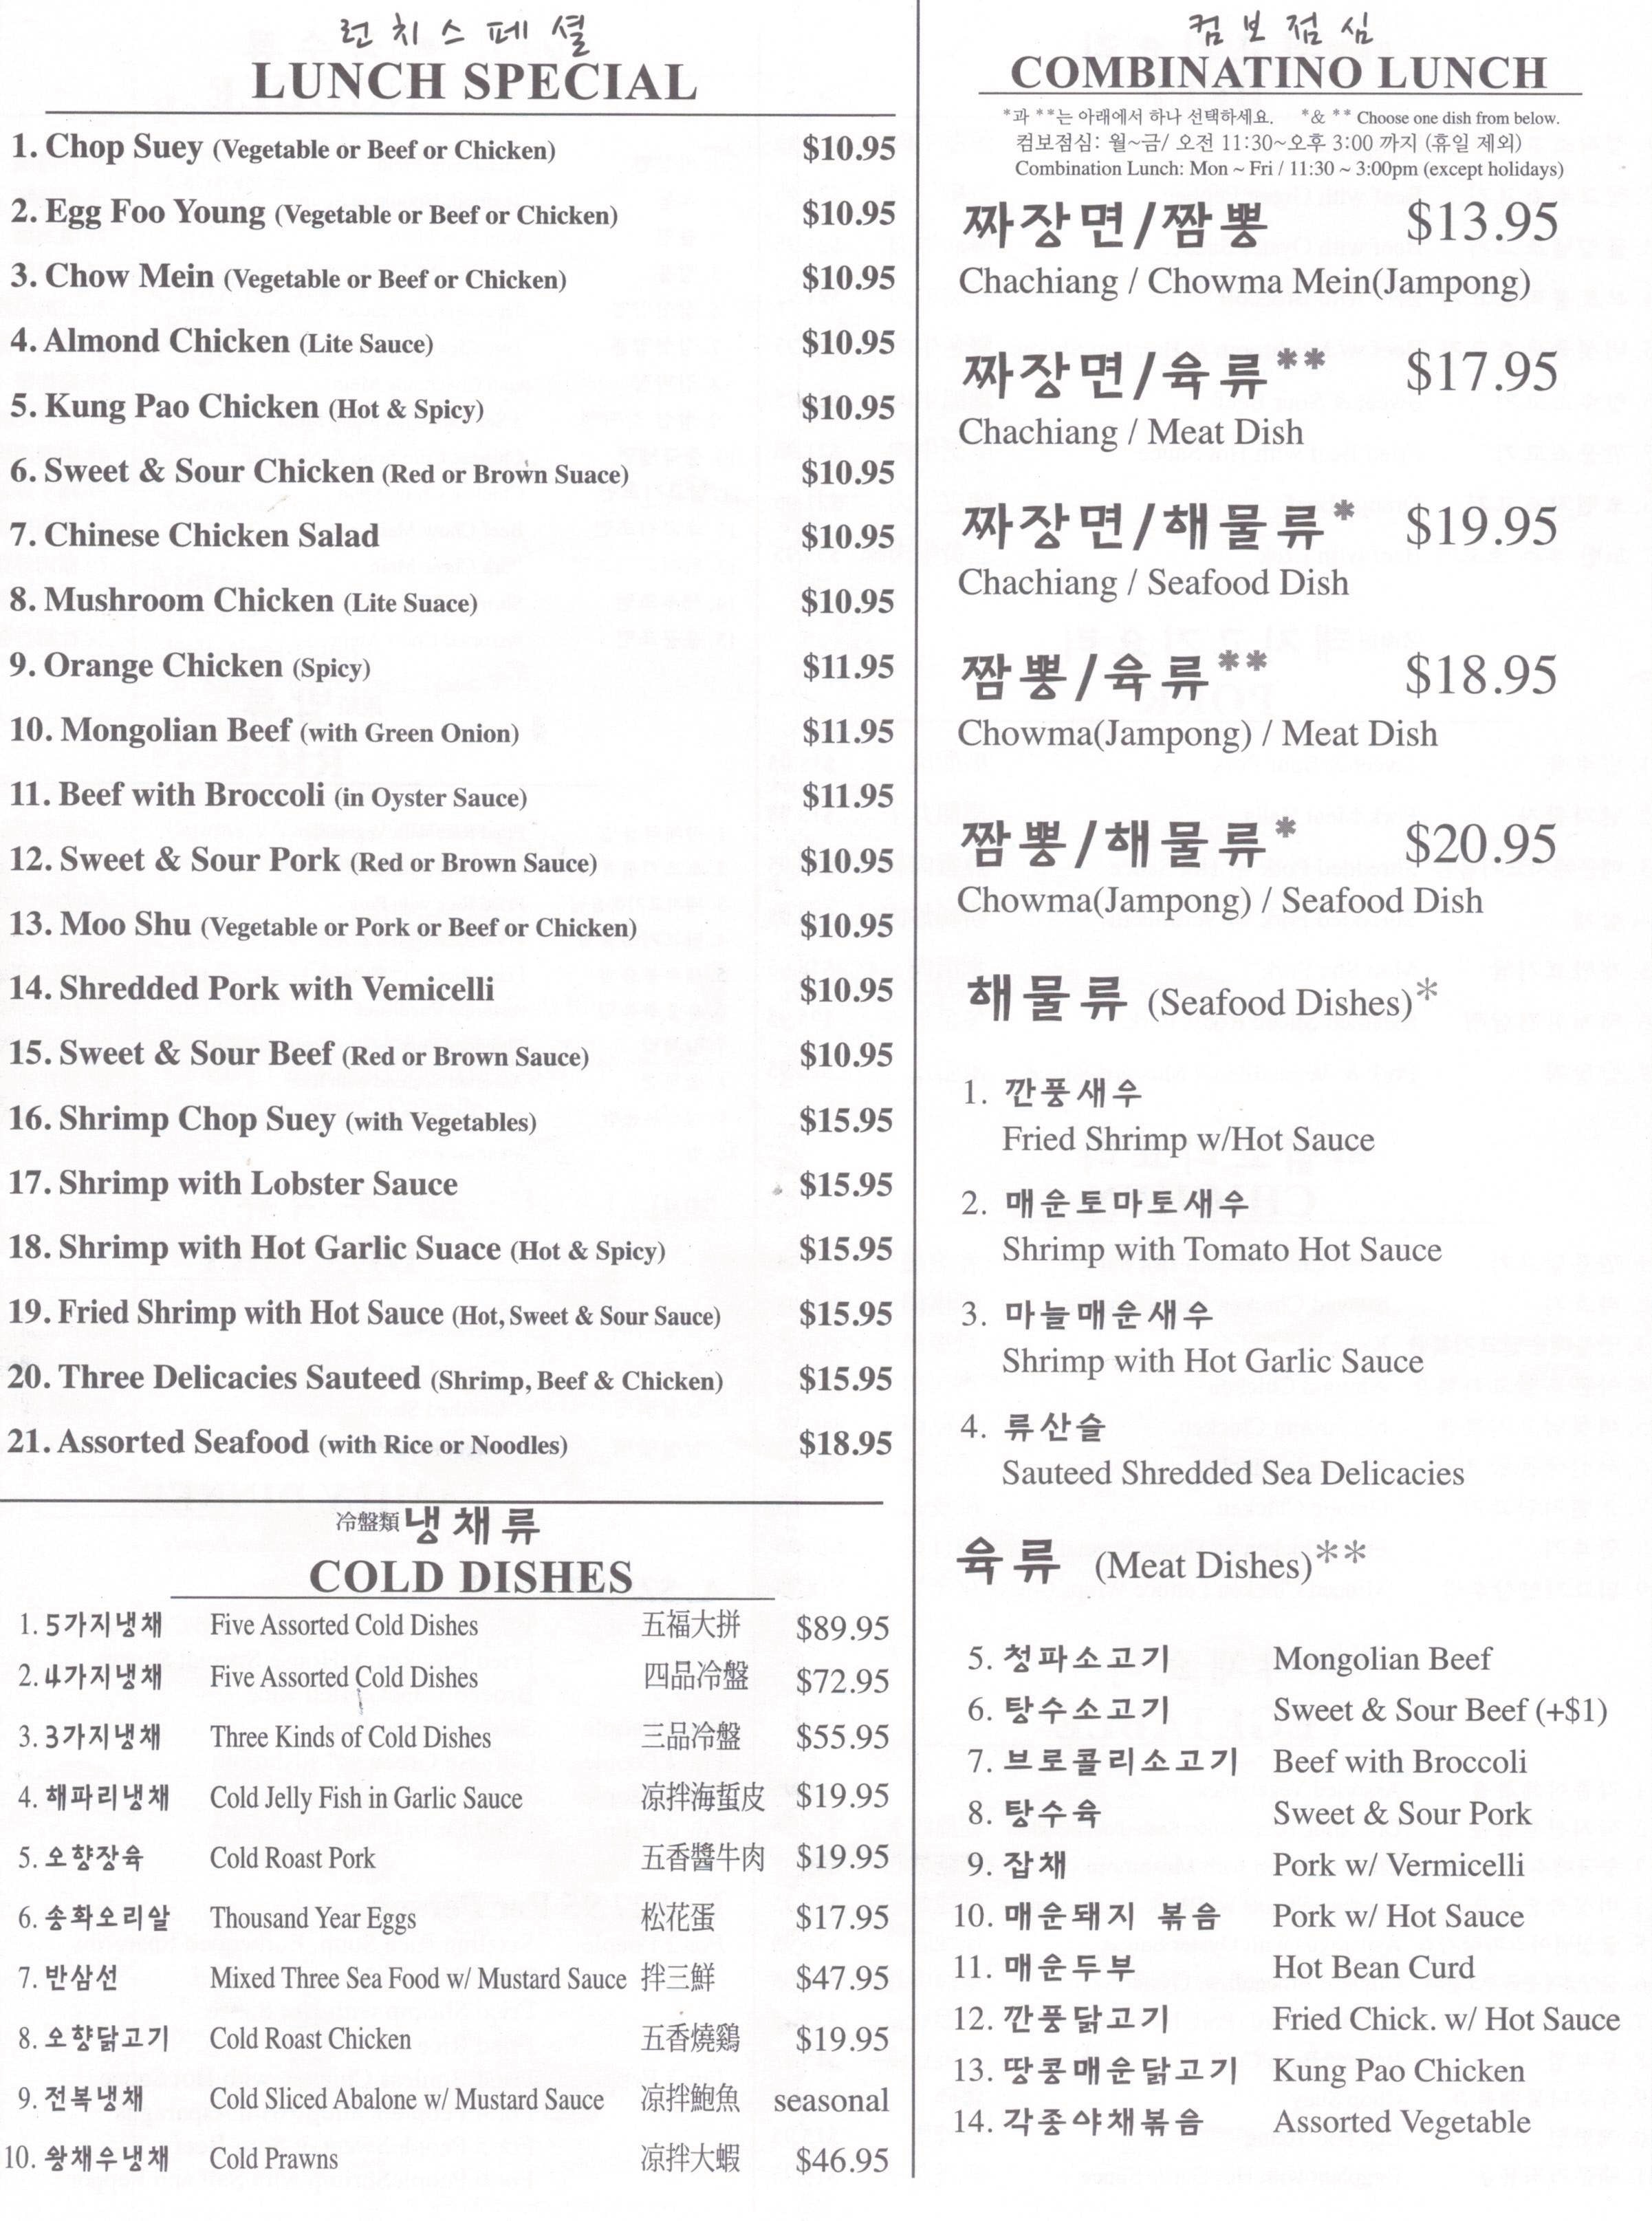 런치스페셜
LUNCH SPECIAL
1. Chop Suey (Vegetable or Beef or Chicken) $10.95
2. Egg Foo Young (Vegetable or Beef or Chicken) $10.95
3. Chow Mein (Vegetable or Beef or Chicken) $10.95
4. Almond Chicken (Lite Sauce) $10.95
5. Kung Pao Chicken (Hot & Spicy) $10.95
6. Sweet & Sour Chicken (Red or Brown Suace) $10.95
7. Chinese Chicken Salad $10.95
8. Mushroom Chicken (Lite Suace) $10.95
9. Orange Chicken (Spicy) $11.95
10. Mongolian Beef (with Green Onion) $11.95
11. Beef with Broccoli (in Oyster Sauce) $11.95
12. Sweet & Sour Pork (Red or Brown Sauce) $10.95
13. Moo Shu (Vegetable or Pork or Beef or Chicken) $10.95
14. Shredded Pork with Vemicelli $10.95
15. Sweet & Sour Beef (Red or Brown Sauce) $10.95
16. Shrimp Chop Suey (with Vegetables) $15.95
17. Shrimp with Lobster Sauce $15.95
18. Shrimp with Hot Garlic Suace (Hot & Spicy) $15.95
19. Fried Shrimp with Hot Sauce (Hot, Sweet & Sour Sauce) $15.95
20. Three Delicacies Sauteed (Shrimp, Beef & Chicken) $15.95
21. Assorted Seafood (with Rice or Noodles) $18.95
冷盤類 냉채류
COLD DISHES
1. 5가지냉채 Five Assorted Cold Dishes 五福大拼 $89.95
2. 4가지냉채 Five Assorted Cold Dishes 四品冷盤 $72.95
3. 3가지냉채 Three Kinds of Cold Dishes 三品冷盤 $55.95
4. 해파리냉채 Cold Jelly Fish in Garlic Sauce 凉拌海蜇皮 $19.95
5. 오향장육 Cold Roast Pork 五香醬牛肉 $19.95
6. 송화오리알 Thousand Year Eggs 松花蛋 $17.95
7. 반삼선 Mixed Three Sea Food w/ Mustard Sauce 拌三鮮 $47.95
8. 오향닭고기 Cold Roast Chicken 五香燒鷄 $19.95
9. 전복냉채 Cold Sliced Abalone w/ Mustard Sauce 凉拌鮑魚 seasonal
10. 왕채우냉채 Cold Prawns 凉拌大蝦 $46.95
컴보점심
COMBINATINO LUNCH
*과 **는 아래에서 하나 선택하세요. *& ** Choose one dish from below.
컴보점심: 월~금/ 오전 11:30~오후 3:00 까지 (휴일 제외)
Combination Lunch: Mon ~ Fri / 11:30 ~ 3:00pm (except holidays)
짜장면/짬뽕 $13.95
Chachiang / Chowma Mein(Jampong)
짜장면/육류** $17.95
Chachiang / Meat Dish
짜장면/해물류* $19.95
Chachiang / Seafood Dish
짬뽕/육류** $18.95
Chowma(Jampong) / Meat Dish
짬뽕/해물류* $20.95
Chowma(Jampong) / Seafood Dish
해물류 (Seafood Dishes)*
1. 깐풍새우
Fried Shrimp w/Hot Sauce
2. 매운토마토새우
Shrimp with Tomato Hot Sauce
3. 마늘매운새우
Shrimp with Hot Garlic Sauce
4. 류산슬
Sauteed Shredded Sea Delicacies
육류 (Meat Dishes)**
5. 청파소고기 Mongolian Beef
6. 탕수소고기 Sweet & Sour Beef (+$1)
7. 브로콜리소고기 Beef with Broccoli
8. 탕수육 Sweet & Sour Pork
9. 잡채 Pork w/ Vermicelli
10. 매운돼지 볶음 Pork w/ Hot Sauce
11. 매운두부 Hot Bean Curd
12. 깐풍닭고기 Fried Chick. w/ Hot Sauce
13. 땅콩매운닭고기 Kung Pao Chicken
14. 각종야채볶음 Assorted Vegetable